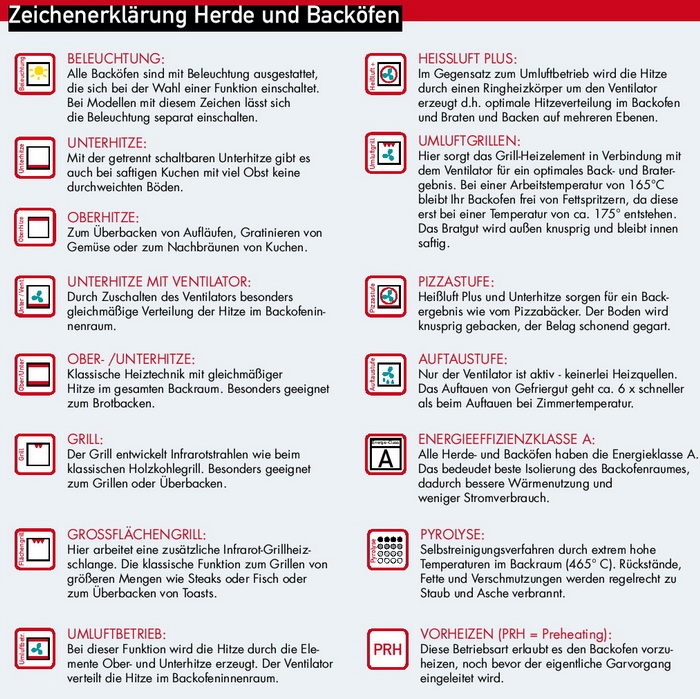 Zeichenerklärung Herde und Backöfen
Beleuchtung
BELEUCHTUNG:
Alle Backöfen sind mit Beleuchtung ausgestattet,
die sich bei der Wahl einer Funktion einschaltet.
Bei Modellen mit diesem Zeichen lässt sich
die Beleuchtung separat einschalten.
Unterhitze
UNTERHITZE:
Mit der getrennt schaltbaren Unterhitze gibt es
auch bei saftigen Kuchen mit viel Obst keine
durchweichten Böden.
Oberhitze
OBERHITZE:
Zum Überbacken von Aufläufen, Gratinieren von
Gemüse oder zum Nachbräunen von Kuchen.
Unter-/Vent.
UNTERHITZE MIT VENTILATOR:
Durch Zuschalten des Ventilators besonders
gleichmäßige Verteilung der Hitze im Backofenin-
nenraum.
Ober/Unter
OBER- /UNTERHITZE:
Klassische Heiztechnik mit gleichmäßiger
Hitze im gesamten Backraum. Besonders geeignet
zum Brotbacken.
Grill
GRILL:
Der Grill entwickelt Infrarotstrahlen wie beim
klassischen Holzkohlegrill. Besonders geeignet
zum Grillen oder Überbacken.
Flächengrill
GROSSFLÄCHENGRILL:
Hier arbeitet eine zusätzliche Infrarot-Grillheiz-
schlange. Die klassische Funktion zum Grillen von
größeren Mengen wie Steaks oder Fisch oder
zum Überbacken von Toasts.
Umluftbetr.
UMLUFTBETRIEB:
Bei dieser Funktion wird die Hitze durch die Ele-
mente Ober- und Unterhitze erzeugt. Der Ventilator
verteilt die Hitze im Backofeninnenraum.
Heißluft +
HEISSLUFT PLUS:
Im Gegensatz zum Umluftbetrieb wird die Hitze
durch einen Ringheizkörper um den Ventilator
erzeugt d.h. optimale Hitzeverteilung im Backofen
und Braten und Backen auf mehreren Ebenen.
Umluftgrill
UMLUFTGRILLEN:
Hier sorgt das Grill-Heizelement in Verbindung mit
dem Ventilator für ein optimales Back- und Brater-
gebnis. Bei einer Arbeitstemperatur von 165°C
bleibt Ihr Backofen frei von Fettspritzern, da diese
erst bei einer Temperatur von ca. 175° entstehen.
Das Bratgut wird außen knusprig und bleibt innen
saftig.
Pizzastufe
PIZZASTUFE:
Heißluft Plus und Unterhitze sorgen für ein Back-
ergebnis wie vom Pizzabäcker. Der Boden wird
knusprig gebacken, der Belag schonend gegart.
Auftaustufe
AUFTAUSTUFE:
Nur der Ventilator ist aktiv - keinerlei Heizquellen.
Das Auftauen von Gefriergut geht ca. 6 x schneller
als beim Auftauen bei Zimmertemperatur.
A
ENERGIEEFFIZIENZKLASSE A:
Alle Herde- und Backöfen haben die Energieklasse A.
Das bedeudet beste Isolierung des Backofenraumes,
dadurch bessere Wärmenutzung und
weniger Stromverbrauch.
Pyrolyse
PYROLYSE:
Selbstreinigungsverfahren durch extrem hohe
Temperaturen im Backraum (465° C). Rückstände,
Fette und Verschmutzungen werden regelrecht zu
Staub und Asche verbrannt.
PRH
VORHEIZEN (PRH = Preheating):
Diese Betriebsart erlaubt es den Backofen vorzu-
heizen, noch bevor der eigentliche Garvorgang
eingeleitet wird.